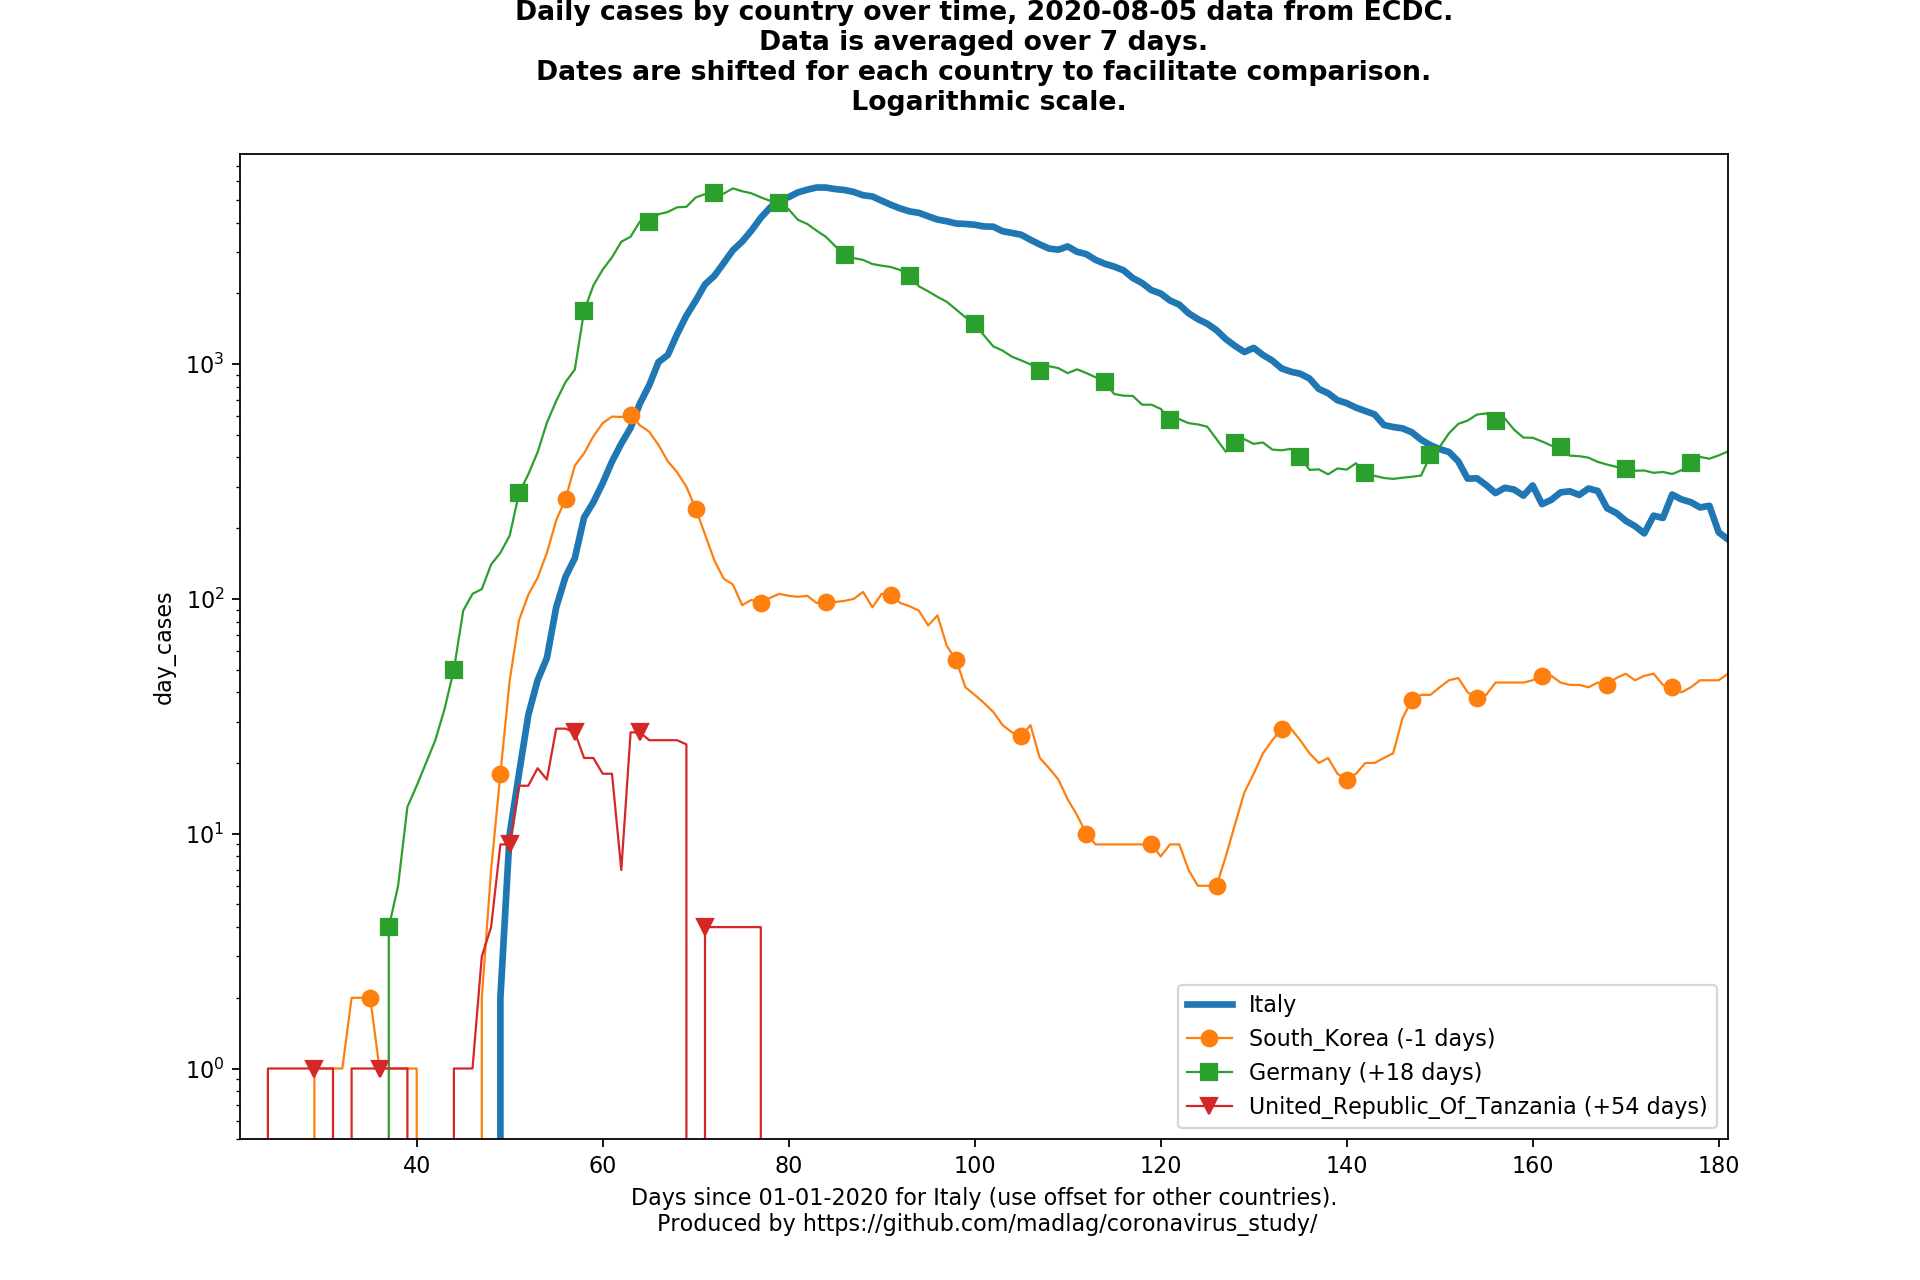 Daily cases by country over time, 2020-08-05 data from ECDC.
Data is averaged over 7 days.
Dates are shifted for each country to facilitate comparison.
Logarithmic scale.
10³
10²
10¹
10⁰
day_cases
Italy
South_Korea (-1 days)
Germany (+18 days)
United_Republic_Of_Tanzania (+54 days)
40 60 80 100 120 140 160 180
Days since 01-01-2020 for Italy (use offset for other countries).
Produced by https://github.com/madlag/coronavirus_study/